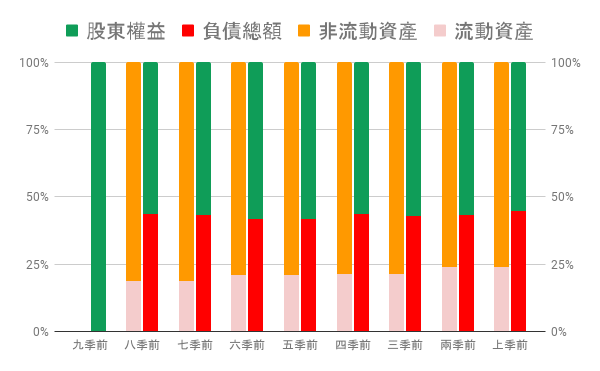 股東權益 負債總額 非流動資產 流動資產
100% 100%
75% 75%
50% 50%
25% 25%
0% 0%
九季前 八季前 七季前 六季前 五季前 四季前 三季前 兩季前 上季前